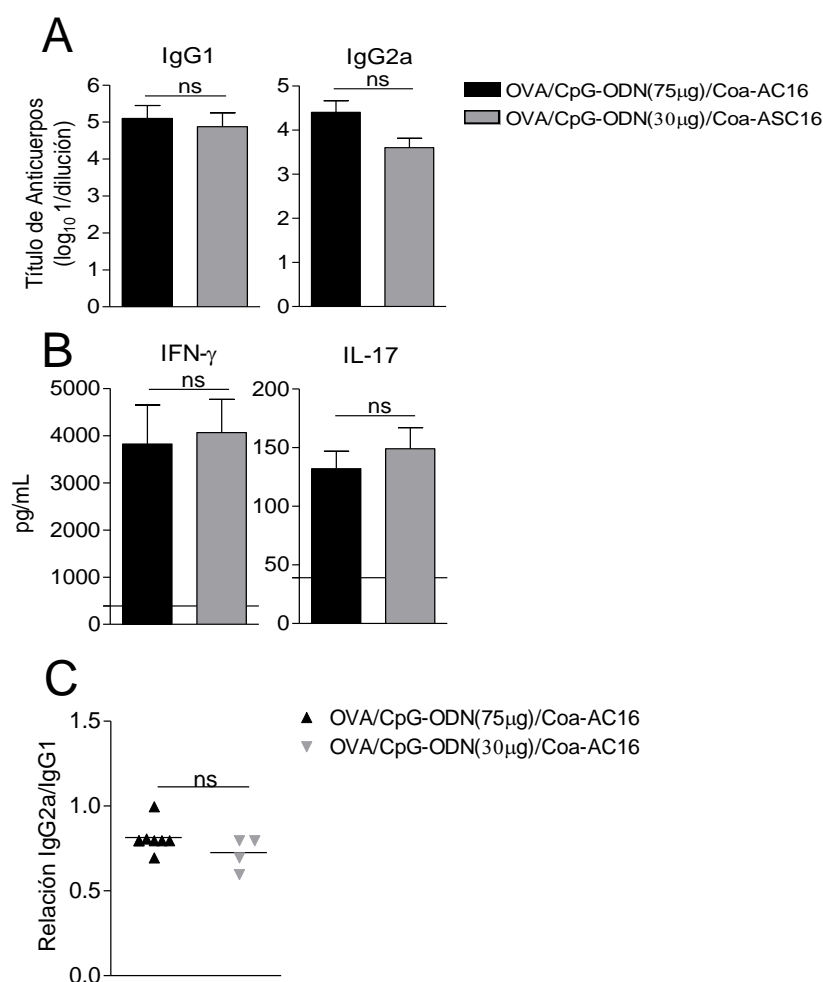 A
IgG1
IgG2a
ns
ns
OVA/CpG-ODN(75µg)/Coa-AC16
OVA/CpG-ODN(30µg)/Coa-ASC16
Título de Anticuerpos
(log10 1/dilución)
6
5
4
3
2
1
0
5
4
3
2
1
0
B
IFN-γ
IL-17
ns
ns
pg/mL
5000
4000
3000
2000
1000
0
200
150
100
50
0
C
OVA/CpG-ODN(75µg)/Coa-AC16
OVA/CpG-ODN(30µg)/Coa-AC16
ns
Relación IgG2a/IgG1
1.5
1.0
0.5
0.0